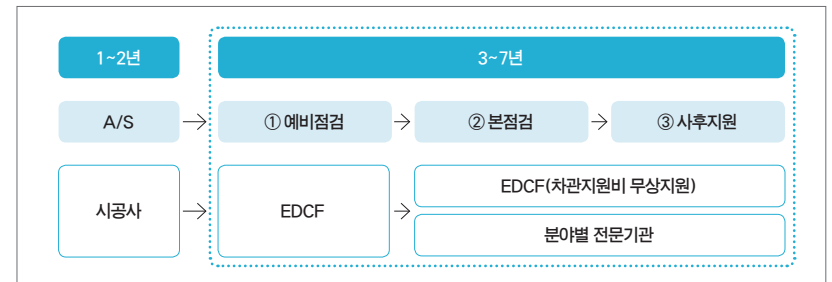 1~2년
3~7년
A/S
① 예비점검
② 본점검
③ 사후지원
시공사
EDCF
EDCF(차관지원비 무상지원)
분야별 전문기관